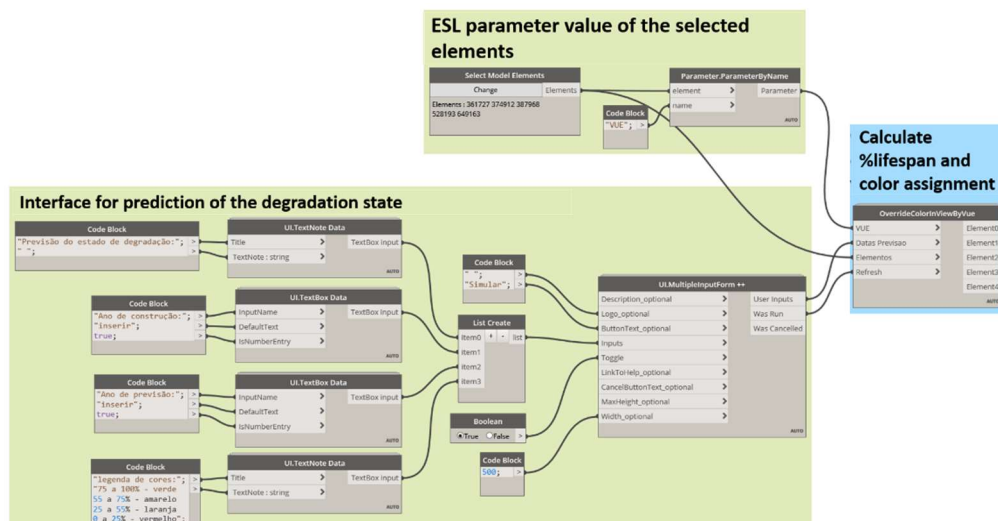 ESL parameter value of the selected
elements
Select Model Elements
Change
Elements
Elements : 361727 374912 387968
528193 649163
Code Block
"VUE"; >
Parameter.ParameterByName
element >
name >
Parameter
AUTO
Calculate
%lifespan and
color assignment
OverrideColorInViewByVue
VUE >
Datas Previsao >
Elementos >
Refresh >
Element0
Element1
Element2
Element3
Element4
AUTO
Interface for prediction of the degradation state
Code Block
"Previsão do estado de degradação:"; >
" "; >
UI.TextNote Data
Title >
TextNote : string >
TextBox input
AUTO
Code Block
"Ano de construção:"; >
"inserir"; >
true; >
UI.TextBox Data
InputName >
DefaultText >
IsNumberEntry >
TextBox input
AUTO
Code Block
"Ano de previsão:"; >
"inserir"; >
true; >
UI.TextBox Data
InputName >
DefaultText >
IsNumberEntry >
TextBox input
AUTO
Code Block
"legenda de cores:"; >
"75 a 100% - verde >
55 a 75% - amarelo
25 a 55% - laranja
0 a 25% - vermelho";
UI.TextNote Data
Title >
TextNote : string >
TextBox input
AUTO
Code Block
" "; >
"Simular"; >
List Create
item0 + - list
item1
item2
item3
Boolean
True False >
Code Block
500; >
UI.MultipleInputForm ++
Description_optional >
Logo_optional >
ButtonText_optional >
Inputs >
Toggle >
LinkToHelp_optional >
CancelButtonText_optional >
MaxHeight_optional >
Width_optional >
User Inputs
Was Run
Was Cancelled
AUTO